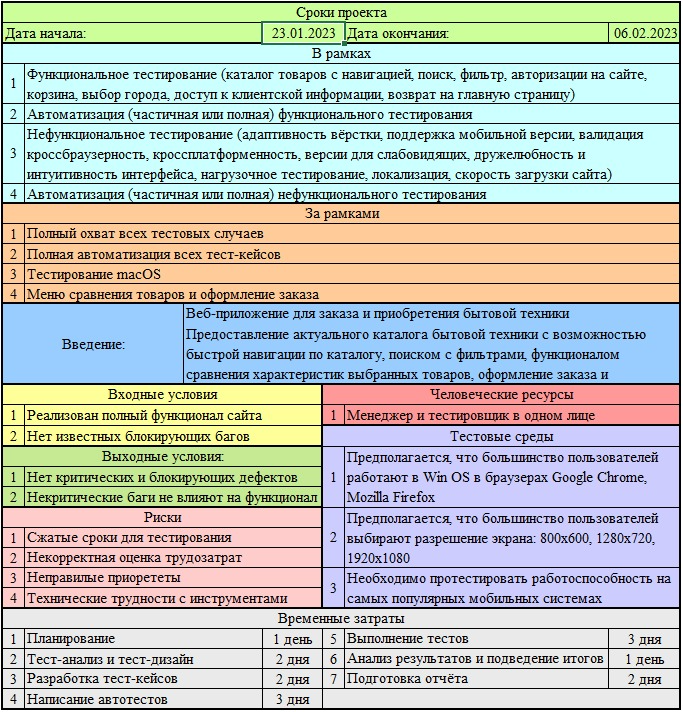 Сроки проекта
Дата начала: 23.01.2023 Дата окончания: 06.02.2023
В рамках
1 Функциональное тестирование (каталог товаров с навигацией, поиск, фильтр, авторизации на сайте,
корзина, выбор города, доступ к клиентской информации, возврат на главную страницу)
2 Автоматизация (частичная или полная) функционального тестирования
3 Нефункциональное тестирование (адаптивность вёрстки, поддержка мобильной версии, валидация
кроссбраузерность, кроссплатформенность, версии для слабовидящих, дружелюбность и
интуитивность интерфейса, нагрузочное тестирование, локализация, скорость загрузки сайта)
4 Автоматизация (частичная или полная) нефункционального тестирования
За рамками
1 Полный охват всех тестовых случаев
2 Полная автоматизация всех тест-кейсов
3 Тестирование macOS
4 Меню сравнения товаров и оформление заказа
Введение:
Веб-приложение для заказа и приобретения бытовой техники
Предоставление актуального каталога бытовой техники с возможностью
быстрой навигации по каталогу, поиском с фильтрами, функционалом
сравнения характеристик выбранных товаров, оформление заказа и
Входные условия
1 Реализован полный функционал сайта
2 Нет известных блокирующих багов
Выходные условия:
1 Нет критических и блокирующих дефектов
2 Некритические баги не влияют на функционал
Риски
1 Сжатые сроки для тестирования
2 Некорректная оценка трудозатрат
3 Неправилые приорететы
4 Технические трудности с инструментами
Человеческие ресурсы
1 Менеджер и тестировщик в одном лице
Тестовые среды
1 Предполагается, что большинство пользователей
работают в Win OS в браузерах Google Chrome,
Mozilla Firefox
2 Предполагается, что большинство пользователей
выбирают разрешение экрана: 800x600, 1280x720,
1920x1080
3 Необходимо протестировать работоспособность на
самых популярных мобильных системах
Временные затраты
1 Планирование 1 день 5 Выполнение тестов 3 дня
2 Тест-анализ и тест-дизайн 2 дня 6 Анализ результатов и подведение итогов 1 день
3 Разработка тест-кейсов 2 дня 7 Подготовка отчёта 2 дня
4 Написание автотестов 3 дня